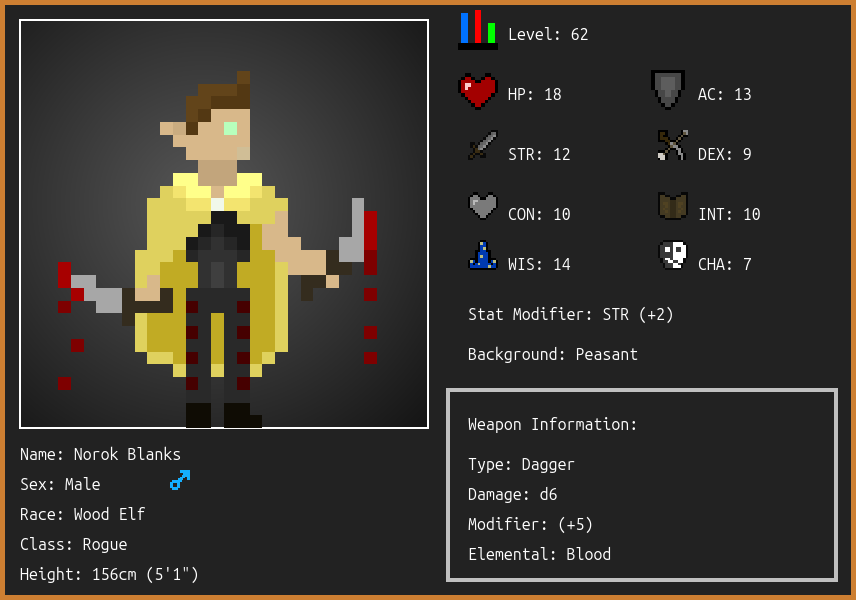 Level: 62
HP: 18
AC: 13
STR: 12
DEX: 9
CON: 10
INT: 10
WIS: 14
CHA: 7
Stat Modifier: STR (+2)
Background: Peasant
Weapon Information:
Type: Dagger
Damage: d6
Modifier: (+5)
Elemental: Blood
Name: Norok Blanks
Sex: Male
Race: Wood Elf
Class: Rogue
Height: 156cm (5'1")